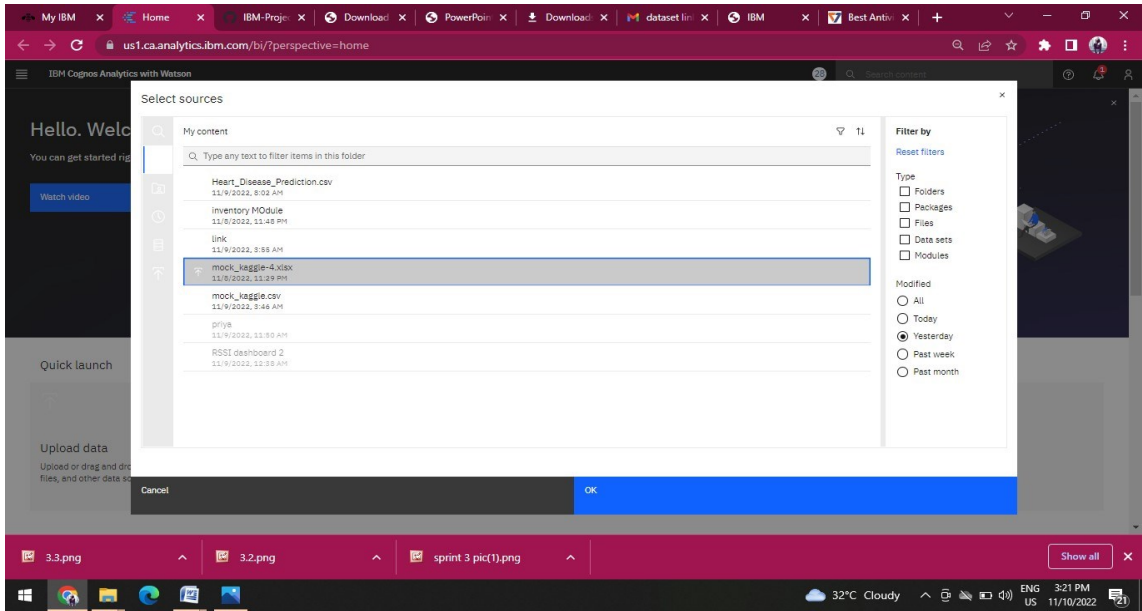 My IBM
Home
IBM-Projec
Download
PowerPoin
Download
dataset lin
IBM
Best Antivi
us1.ca.analytics.ibm.com/bi/?perspective=home
IBM Cognos Analytics with Watson
28
Search content
Select sources
Hello. Welc
You can get started rig
Watch video
My content
Type any text to filter items in this folder
Heart_Disease_Prediction.csv
11/9/2022, 8:02 AM
inventory MOdule
11/8/2022, 11:48 PM
link
11/9/2022, 3:55 AM
mock_kaggle-4.xlsx
11/8/2022, 11:29 PM
mock_kaggle.csv
11/9/2022, 3:46 AM
priya
11/9/2022, 11:50 AM
RSSI dashboard 2
11/9/2022, 12:58 AM
Filter by
Reset filters
Type
Folders
Packages
Files
Data sets
Modules
Modified
All
Today
Yesterday
Past week
Past month
Quick launch
Upload data
Upload or drag and dro
files, and other data so
Cancel
OK
3.3.png
3.2.png
sprint 3 pic(1).png
Show all
32°C Cloudy
ENG
US
3:21 PM
11/10/2022
21